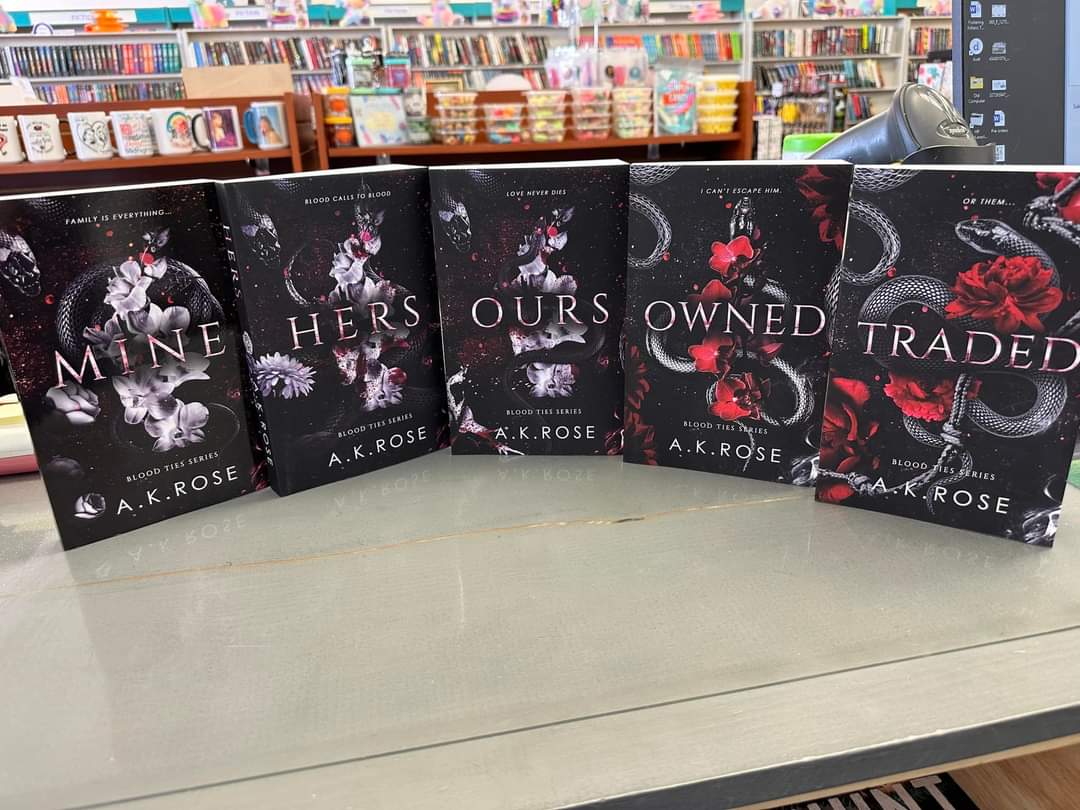 FAMILY IS EVERYTHING...
MINE
BLOOD TIES SERIES
A.K.ROSE
BLOOD CALLS TO BLOOD
HERS
BLOOD TIES SERIES
A.K.ROSE
LOVE NEVER DIES
OURS
BLOOD TIES SERIES
A.K.ROSE
I CAN'T ESCAPE HIM.
OWNED
BLOOD TIES SERIES
A.K.ROSE
OR THEM...
TRADED
BLOOD TIES SERIES
A.K.ROSE
FICTION